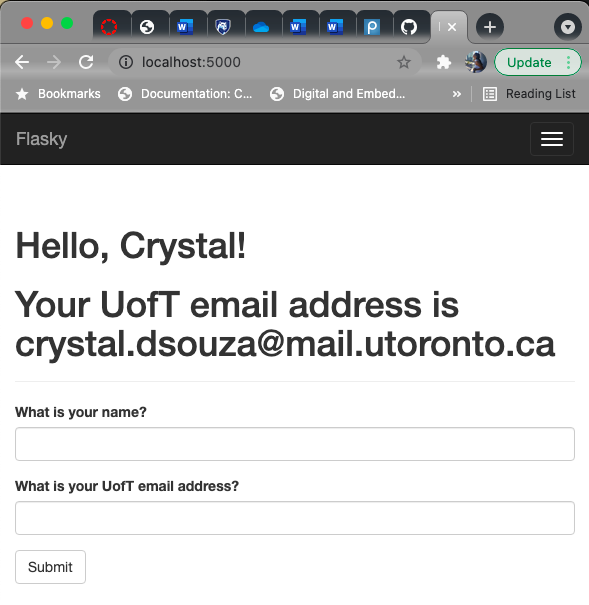 localhost:5000
Update
Bookmarks
Documentation: C...
Digital and Embed...
»
Reading List
Flasky
Hello, Crystal!
Your UofT email address is
crystal.dsouza@mail.utoronto.ca
What is your name?
What is your UofT email address?
Submit